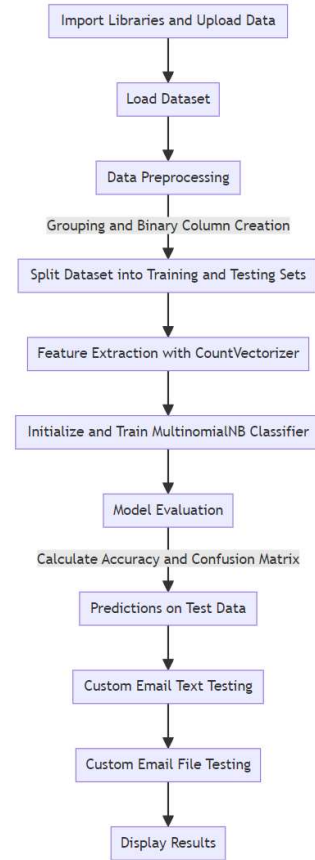 Import Libraries and Upload Data
Load Dataset
Data Preprocessing
Grouping and Binary Column Creation
Split Dataset into Training and Testing Sets
Feature Extraction with CountVectorizer
Initialize and Train MultinomialNB Classifier
Model Evaluation
Calculate Accuracy and Confusion Matrix
Predictions on Test Data
Custom Email Text Testing
Custom Email File Testing
Display Results